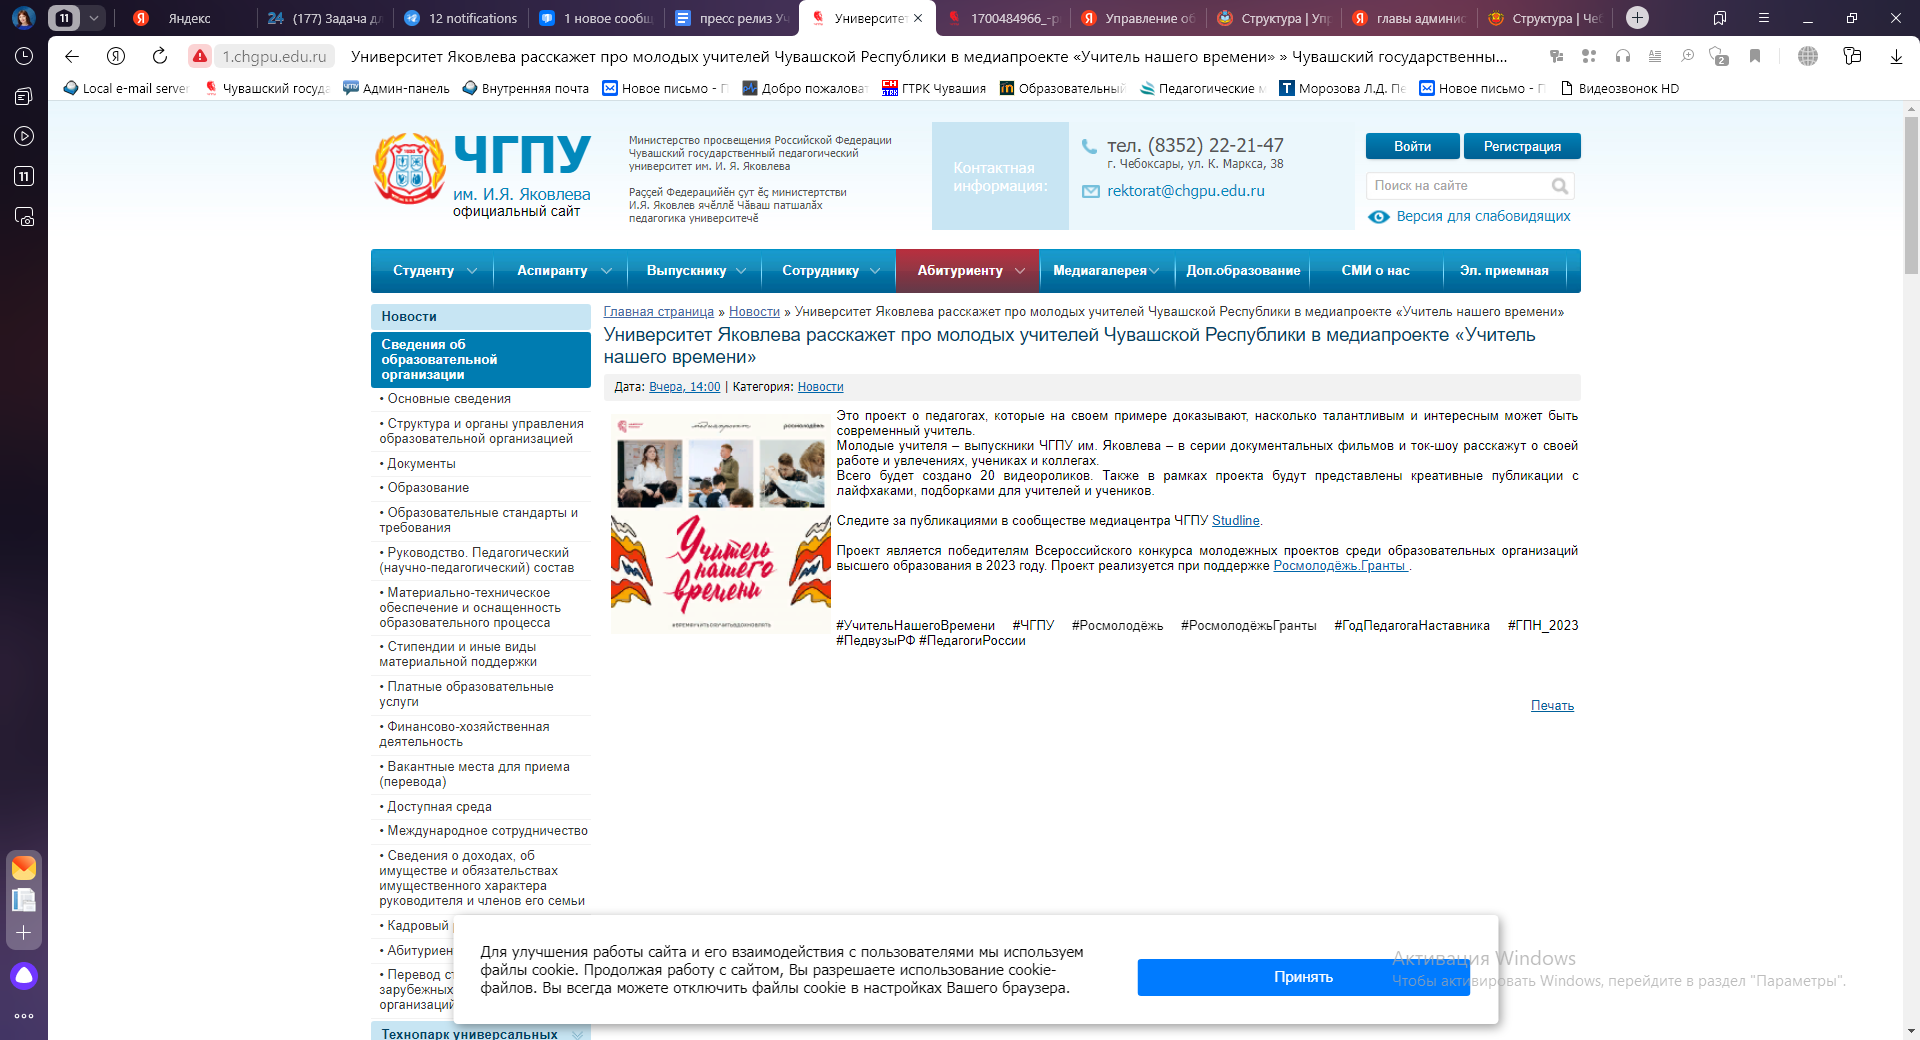 11
Яндекс
24 (177) Задача дл
12 notifications
1 новое сообщ
пресс релиз Уч
Университет
1700484966_-р
Управление об
Структура | Упр
главы админис
Структура | Чеб
1.chgpu.edu.ru
Университет Яковлева расскажет про молодых учителей Чувашской Республики в медиапроекте «Учитель нашего времени» » Чувашский государственны...
2
Local e-mail server
Чувашский госуда
Админ-панель
Внутренняя почта
Новое письмо - П
Добро пожаловат
ГТРК Чувашия
Образовательный
Педагогические м
Морозова Л.Д. Пе
Новое письмо - П
Видеозвонок HD
11
ЧГПУ
им. И.Я. Яковлева
официальный сайт
Министерство просвещения Российской Федерации
Чувашский государственный педагогический
университет им. И. Я. Яковлева
Раççей Федерацийĕн çут ĕç министертстви
И.Я. Яковлев ячĕллĕ Чăваш патшалăх
педагогика университечĕ
Контактная
информация:
тел. (8352) 22-21-47
г. Чебоксары, ул. К. Маркса, 38
rektorat@chgpu.edu.ru
Войти
Регистрация
Поиск на сайте
Версия для слабовидящих
Студенту
Аспиранту
Выпускнику
Сотруднику
Абитуриенту
Медиагалерея
Доп.образование
СМИ о нас
Эл. приемная
Новости
Сведения об
образовательной
организации
• Основные сведения
• Структура и органы управления
образовательной организацией
• Документы
• Образование
• Образовательные стандарты и
требования
• Руководство. Педагогический
(научно-педагогический) состав
• Материально-техническое
обеспечение и оснащенность
образовательного процесса
• Стипендии и иные виды
материальной поддержки
• Платные образовательные
услуги
• Финансово-хозяйственная
деятельность
• Вакантные места для приема
(перевода)
• Доступная среда
• Международное сотрудничество
• Сведения о доходах, об
имуществе и обязательствах
имущественного характера
руководителя и членов его семьи
• Кадровый
• Абитуриен
• Перевод ст
зарубежных
организаций
Технопарк универсальных
Главная страница » Новости » Университет Яковлева расскажет про молодых учителей Чувашской Республики в медиапроекте «Учитель нашего времени»
Университет Яковлева расскажет про молодых учителей Чувашской Республики в медиапроекте «Учитель
нашего времени»
Дата: Вчера, 14:00 | Категория: Новости
медиапроект
росмолодёжь
Учитель
нашего
времени
Это проект о педагогах, которые на своем примере доказывают, насколько талантливым и интересным может быть
современный учитель.
Молодые учителя – выпускники ЧГПУ им. Яковлева – в серии документальных фильмов и ток-шоу расскажут о своей
работе и увлечениях, учениках и коллегах.
Всего будет создано 20 видеороликов. Также в рамках проекта будут представлены креативные публикации с
лайфхаками, подборками для учителей и учеников.
Следите за публикациями в сообществе медиацентра ЧГПУ Studline.
Проект является победителям Всероссийского конкурса молодежных проектов среди образовательных организаций
высшего образования в 2023 году. Проект реализуется при поддержке Росмолодёжь.Гранты .
#УчительНашегоВремени #ЧГПУ #Росмолодёжь #РосмолодёжьГранты #ГодПедагогаНаставника #ГПН_2023
#ПедвузыРФ #ПедагогиРоссии
Печать
Для улучшения работы сайта и его взаимодействия с пользователями мы используем
файлы cookie. Продолжая работу с сайтом, Вы разрешаете использование cookie-
файлов. Вы всегда можете отключить файлы cookie в настройках Вашего браузера.
Принять
Активация Windows
Чтобы активировать Windows, перейдите в раздел "Параметры".